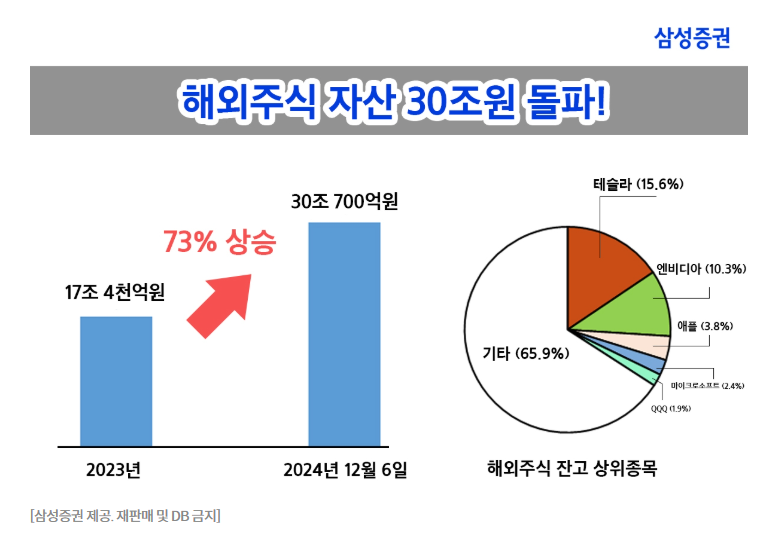 삼성증권
해외주식 자산 30조원 돌파!
30조 700억원
73% 상승
17조 4천억원
2023년
2024년 12월 6일
테슬라 (15.6%)
엔비디아 (10.3%)
애플 (3.8%)
마이크로소프트 (2.4%)
QQQ (1.9%)
기타 (65.9%)
해외주식 잔고 상위종목
[삼성증권 제공. 재판매 및 DB 금지]